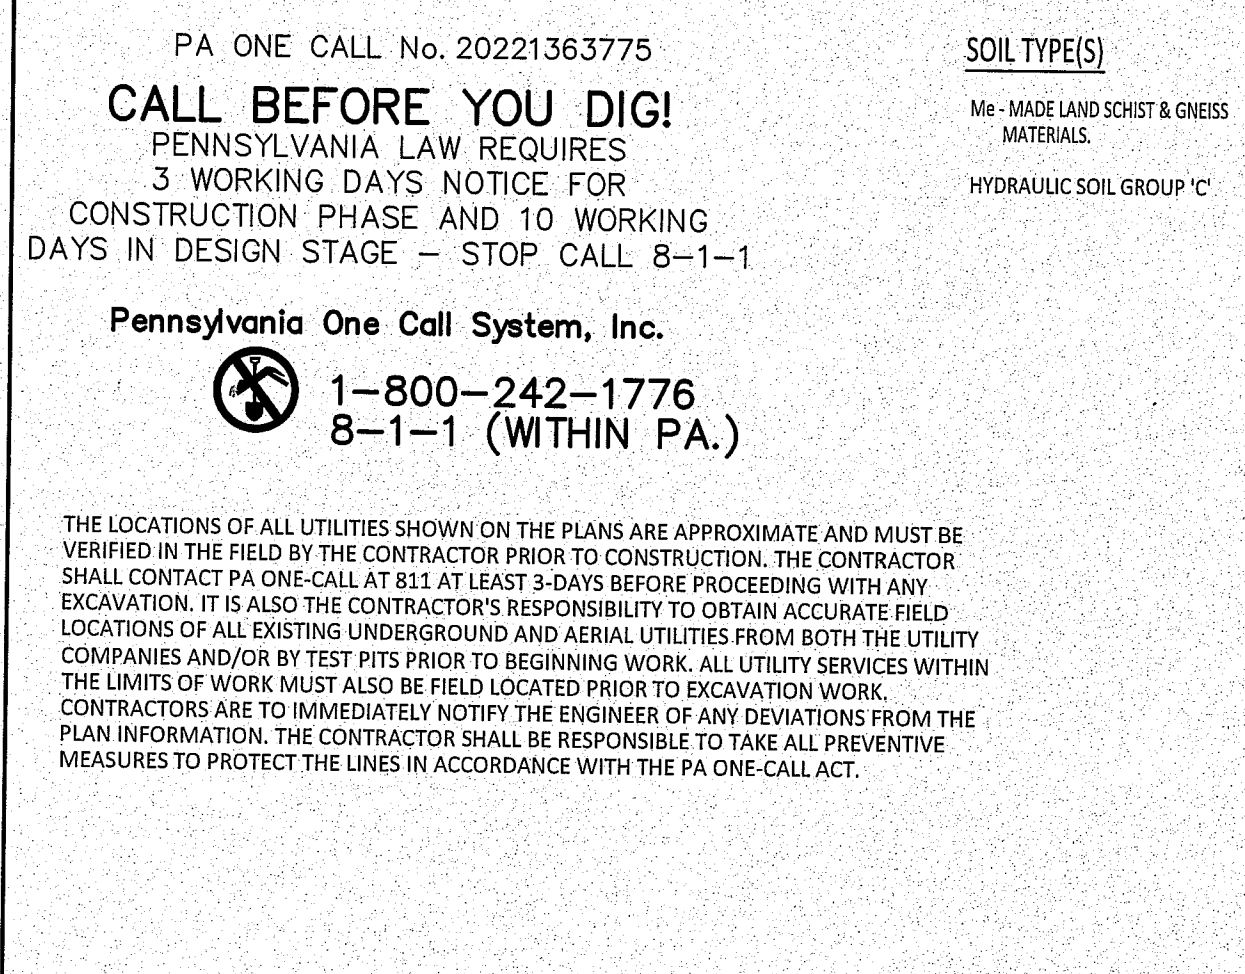 PA ONE CALL No. 20221363775
CALL BEFORE YOU DIG!
PENNSYLVANIA LAW REQUIRES
3 WORKING DAYS NOTICE FOR
CONSTRUCTION PHASE AND 10 WORKING
DAYS IN DESIGN STAGE – STOP CALL 8–1–1
Pennsylvania One Call System, Inc.
1–800–242–1776
8–1–1 (WITHIN PA.)
SOIL TYPE(S)
Me - MADE LAND SCHIST & GNEISS
MATERIALS.
HYDRAULIC SOIL GROUP 'C'
THE LOCATIONS OF ALL UTILITIES SHOWN ON THE PLANS ARE APPROXIMATE AND MUST BE
VERIFIED IN THE FIELD BY THE CONTRACTOR PRIOR TO CONSTRUCTION. THE CONTRACTOR
SHALL CONTACT PA ONE-CALL AT 811 AT LEAST 3-DAYS BEFORE PROCEEDING WITH ANY
EXCAVATION. IT IS ALSO THE CONTRACTOR'S RESPONSIBILITY TO OBTAIN ACCURATE FIELD
LOCATIONS OF ALL EXISTING UNDERGROUND AND AERIAL UTILITIES FROM BOTH THE UTILITY
COMPANIES AND/OR BY TEST PITS PRIOR TO BEGINNING WORK. ALL UTILITY SERVICES WITHIN
THE LIMITS OF WORK MUST ALSO BE FIELD LOCATED PRIOR TO EXCAVATION WORK.
CONTRACTORS ARE TO IMMEDIATELY NOTIFY THE ENGINEER OF ANY DEVIATIONS FROM THE
PLAN INFORMATION. THE CONTRACTOR SHALL BE RESPONSIBLE TO TAKE ALL PREVENTIVE
MEASURES TO PROTECT THE LINES IN ACCORDANCE WITH THE PA ONE-CALL ACT.